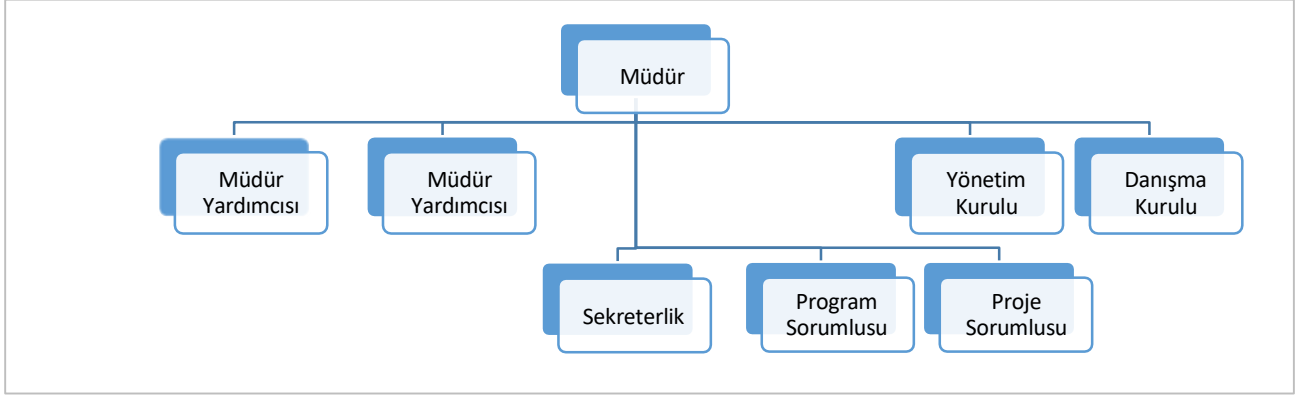 Müdür
Müdür
Yardımcısı
Müdür
Yardımcısı
Yönetim
Kurulu
Danışma
Kurulu
Sekreterlik
Program
Sorumlusu
Proje
Sorumlusu